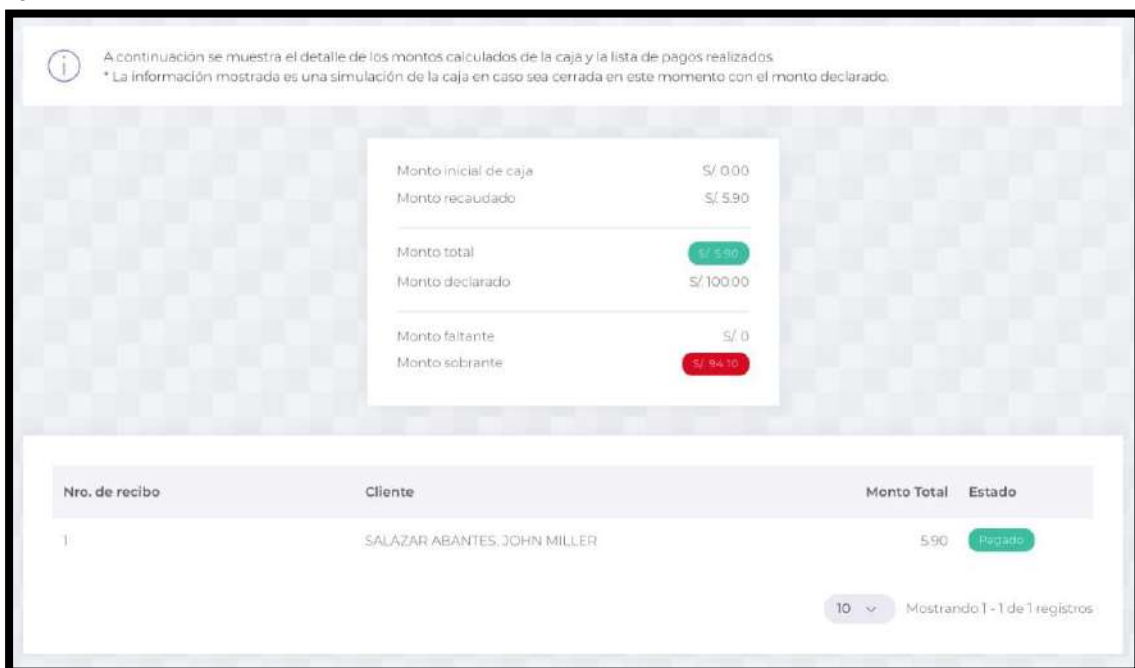 A continuación se muestra el detalle de los montos calculados de la caja y la lista de pagos realizados
* La información mostrada es una simulación de la caja en caso sea cerrada en este momento con el monto declarado.
Monto inicial de caja S/. 0.00
Monto recaudado S/. 5.90
Monto total S/. 5.90
Monto declarado S/. 100.00
Monto faltante S/. 0
Monto sobrante S/. 94.10
Nro. de recibo Cliente Monto Total Estado
1 SALAZAR ABANTES, JOHN MILLER 5.90 Pagado
10 Mostrando 1 - 1 de 1 registros